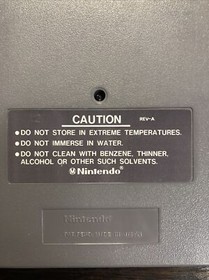 CAUTION REV-A
●DO NOT STORE IN EXTREME TEMPERATURES.
●DO NOT IMMERSE IN WATER.
●DO NOT CLEAN WITH BENZENE, THINNER,
ALCOHOL OR OTHER SUCH SOLVENTS.
Nintendo®
Nintendo